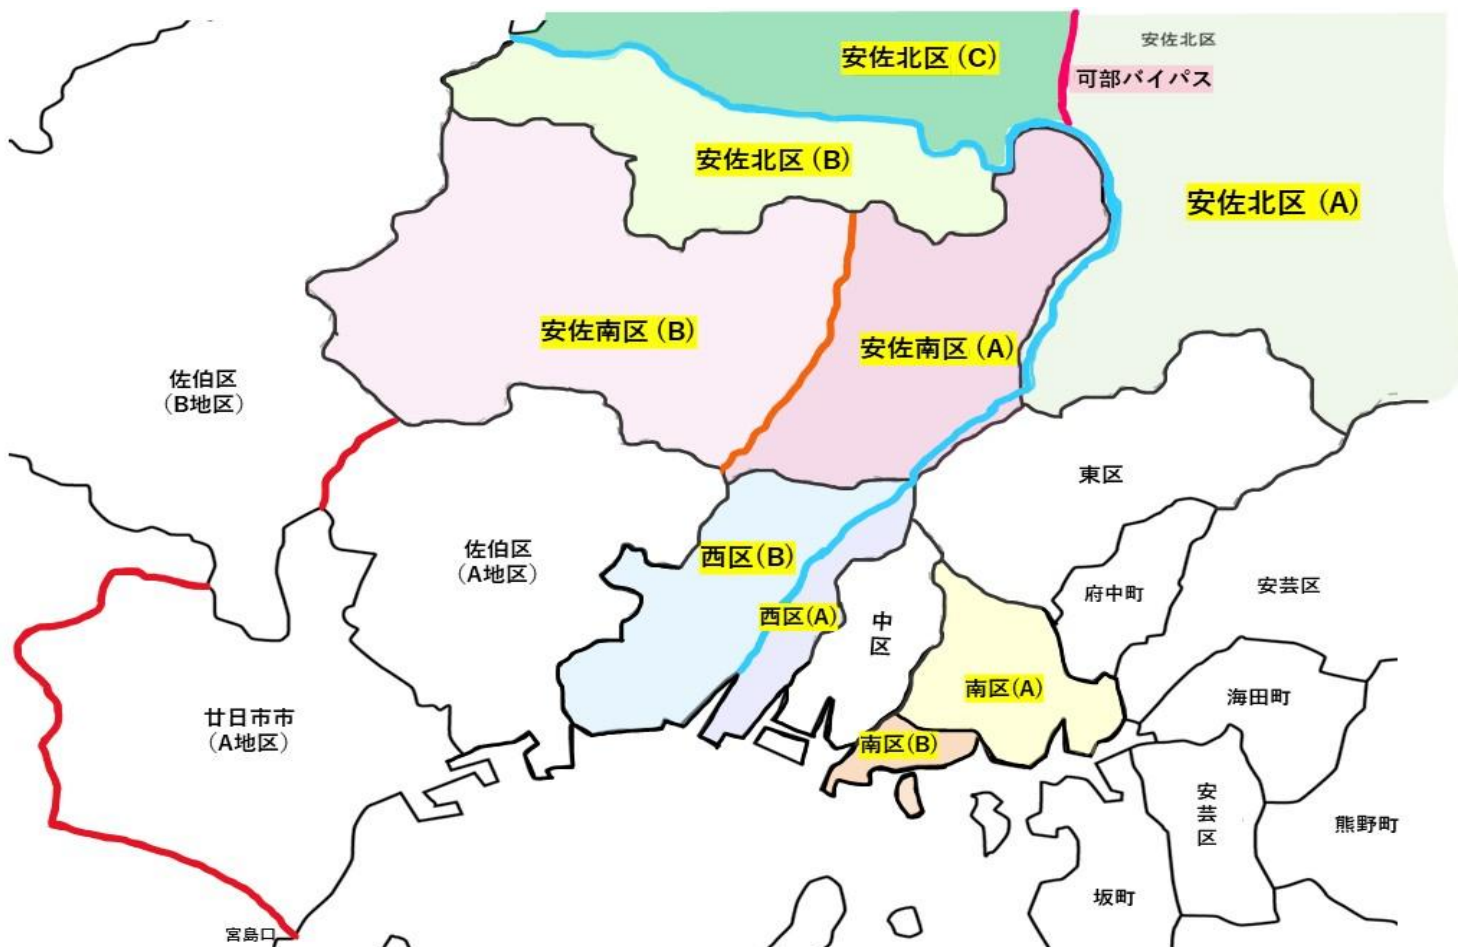 安佐北区
安佐北区 (C)
可部バイパス
安佐北区 (B)
安佐北区 (A)
安佐南区 (B)
安佐南区 (A)
佐伯区
(B地区)
東区
佐伯区
(A地区)
西区(B)
西区(A)
中
区
府中町
安芸区
南区(A)
海田町
廿日市市
(A地区)
南区(B)
安
芸
区
熊野町
坂町
宮島口